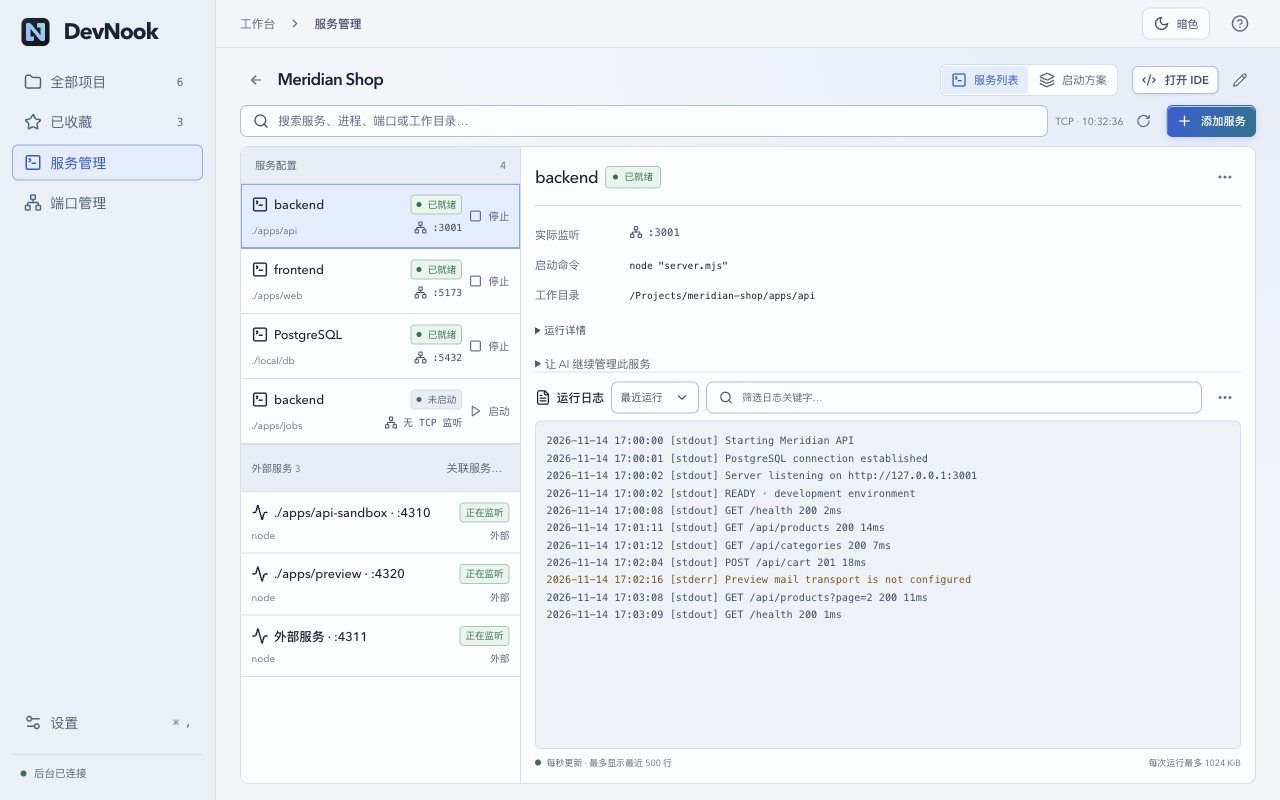 DevNook
全部项目 6
已收藏 3
服务管理
端口管理
设置 ⌘ ,
后台已连接
工作台 > 服务管理
暗色
Meridian Shop
服务列表
启动方案
打开 IDE
搜索服务、进程、端口或工作目录…
TCP · 10:32:36
添加服务
服务配置 4
backend 已就绪 停止
./apps/api :3001
frontend 已就绪 停止
./apps/web :5173
PostgreSQL 已就绪 停止
./local/db :5432
backend 未启动 启动
./apps/jobs 无 TCP 监听
外部服务 3 关联服务…
./apps/api-sandbox · :4310 正在监听
node 外部
./apps/preview · :4320 正在监听
node 外部
外部服务 · :4311 正在监听
node 外部
backend 已就绪
实际监听 :3001
启动命令 node "server.mjs"
工作目录 /Projects/meridian-shop/apps/api
运行详情
让 AI 继续管理此服务
运行日志 最近运行 筛选日志关键字…
2026-11-14 17:00:00 [stdout] Starting Meridian API
2026-11-14 17:00:01 [stdout] PostgreSQL connection established
2026-11-14 17:00:02 [stdout] Server listening on http://127.0.0.1:3001
2026-11-14 17:00:02 [stdout] READY · development environment
2026-11-14 17:00:08 [stdout] GET /health 200 2ms
2026-11-14 17:01:11 [stdout] GET /api/products 200 14ms
2026-11-14 17:01:12 [stdout] GET /api/categories 200 7ms
2026-11-14 17:02:04 [stdout] POST /api/cart 201 18ms
2026-11-14 17:02:16 [stderr] Preview mail transport is not configured
2026-11-14 17:03:08 [stdout] GET /api/products?page=2 200 11ms
2026-11-14 17:03:09 [stdout] GET /health 200 1ms
每秒更新 · 最多显示最近 500 行
每次运行最多 1024 KiB